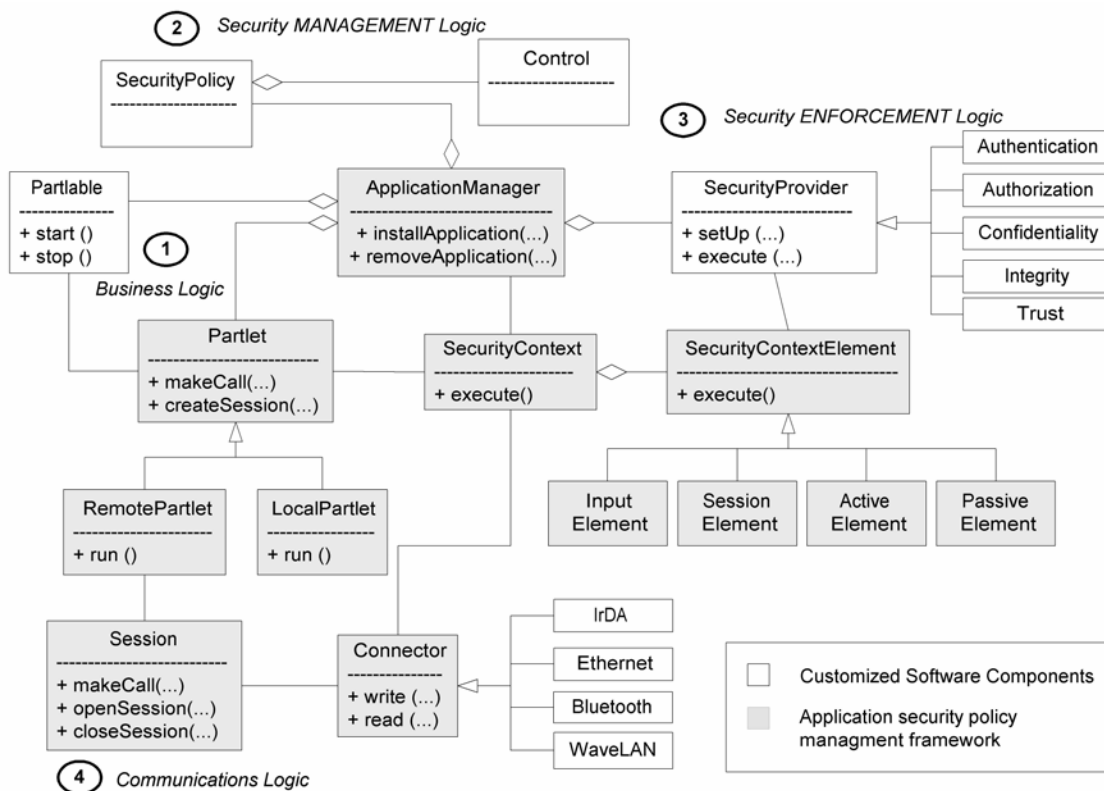 2 Security MANAGEMENT Logic
SecurityPolicy
Control
3 Security ENFORCEMENT Logic
Authentication
Authorization
Confidentiality
Integrity
Trust
Partlable
+ start ()
+ stop ()
ApplicationManager
+ installApplication(...)
+ removeApplication(...)
SecurityProvider
+ setUp (...)
+ execute (...)
1
Business Logic
Partlet
+ makeCall(...)
+ createSession(...)
SecurityContext
+ execute()
SecurityContextElement
+ execute()
RemotePartlet
+ run ()
LocalPartlet
+ run ()
Input
Element
Session
Element
Active
Element
Passive
Element
Session
+ makeCall(...)
+ openSession(...)
+ closeSession(...)
Connector
+ write (...)
+ read (...)
IrDA
Ethernet
Bluetooth
WaveLAN
Customized Software Components
Application security policy
managment framework
4 Communications Logic